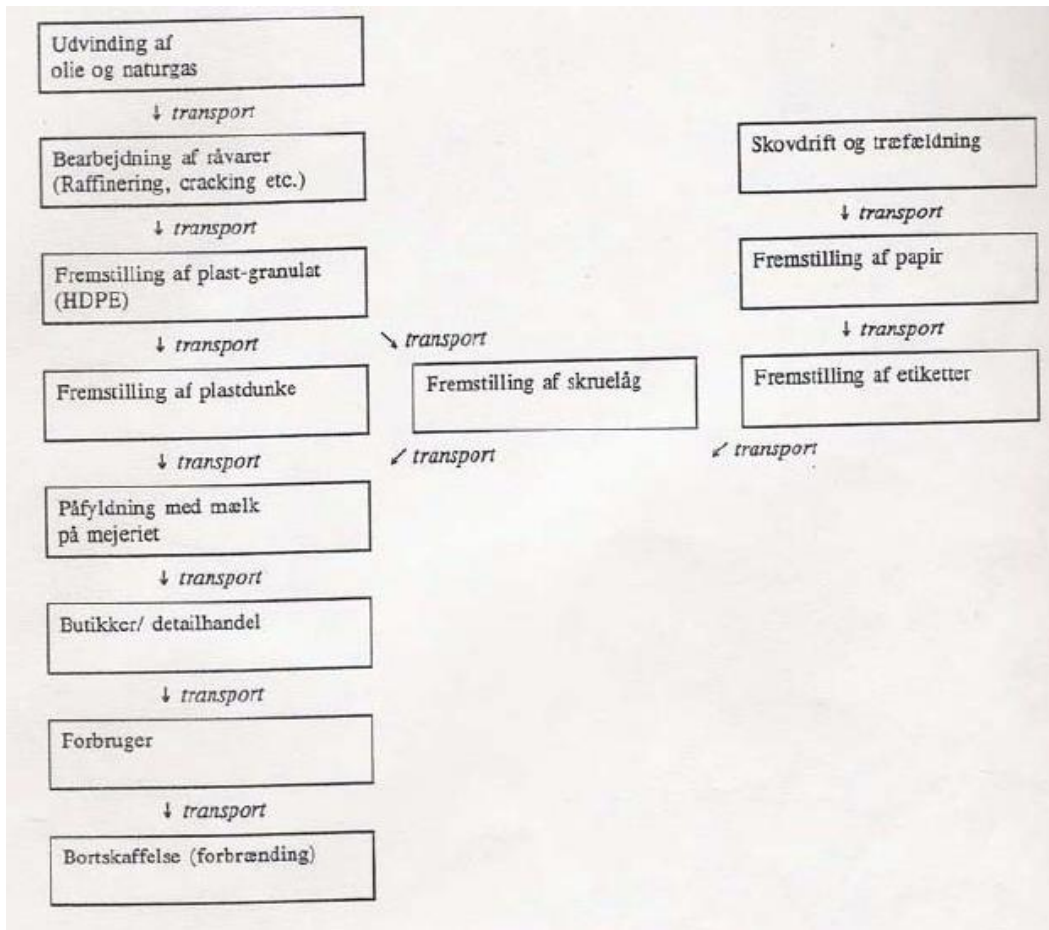 Udvinding af
olie og naturgas
↓ transport
Bearbejdning af råvarer
(Raffinering, cracking etc.)
↓ transport
Fremstilling af plast-granulat
(HDPE)
↓ transport
↘ transport
Fremstilling af plastdunke
Fremstilling af skruelåg
↓ transport
↙ transport
Skovdrift og træfældning
↓ transport
Fremstilling af papir
↓ transport
Fremstilling af etiketter
↙ transport
Påfyldning med mælk
på mejeriet
↓ transport
Butikker/ detailhandel
↓ transport
Forbruger
↓ transport
Bortskaffelse (forbrænding)